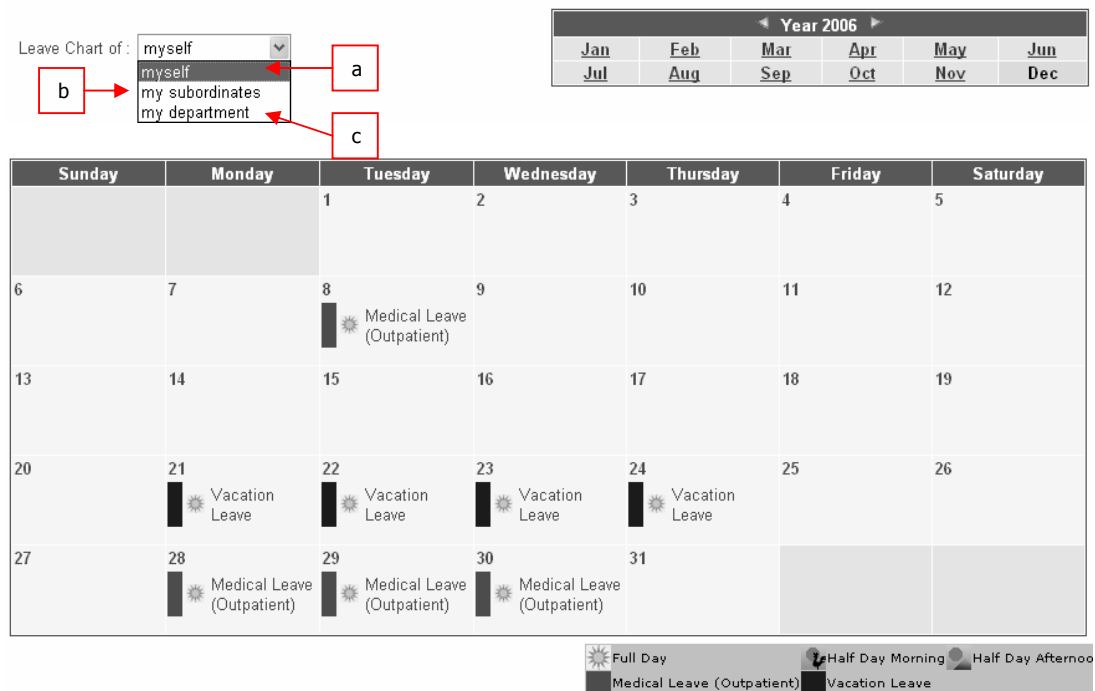 Year 2006
Leave Chart of : myself
Jan Feb Mar Apr May Jun
Jul Aug Sep Oct Nov Dec
myself
my subordinates
my department
a
b
c
Sunday Monday Tuesday Wednesday Thursday Friday Saturday
1 2 3 4 5
6 7 8 9 10 11 12
Medical Leave
(Outpatient)
13 14 15 16 17 18 19
20 21 22 23 24 25 26
Vacation Vacation Vacation Vacation
Leave Leave Leave Leave
27 28 29 30 31
Medical Leave Medical Leave Medical Leave
(Outpatient) (Outpatient) (Outpatient)
Full Day Half Day Morning Half Day Afternoo
Medical Leave (Outpatient) Vacation Leave